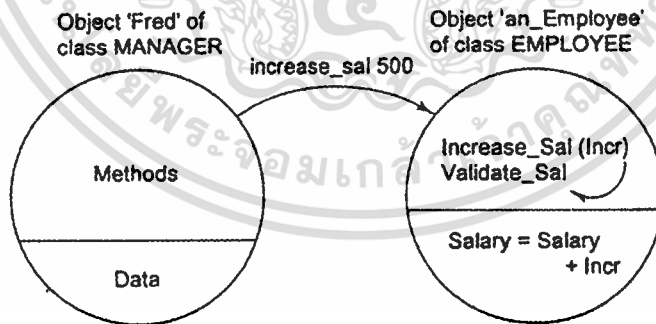 Object 'Fred' of
class MANAGER
Object 'an_Employee'
of class EMPLOYEE
increase_sal 500
Methods
Data
Increase_Sal (Incr)
Validate_Sal
Salary = Salary
+ Incr